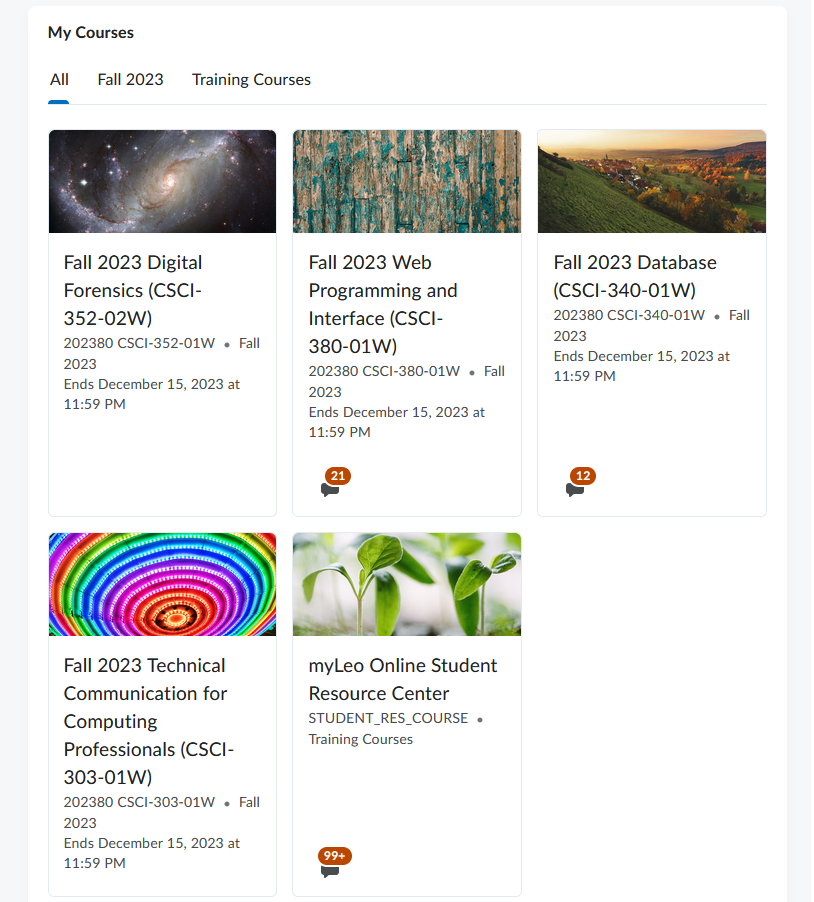 My Courses
All Fall 2023 Training Courses
Fall 2023 Digital
Forensics (CSCI-
352-02W)
202380 CSCI-352-01W • Fall
2023
Ends December 15, 2023 at
11:59 PM
Fall 2023 Web
Programming and
Interface (CSCI-
380-01W)
202380 CSCI-380-01W • Fall
2023
Ends December 15, 2023 at
11:59 PM
21
Fall 2023 Database
(CSCI-340-01W)
202380 CSCI-340-01W • Fall
2023
Ends December 15, 2023 at
11:59 PM
12
Fall 2023 Technical
Communication for
Computing
Professionals (CSCI-
303-01W)
202380 CSCI-303-01W • Fall
2023
Ends December 15, 2023 at
11:59 PM
myLeo Online Student
Resource Center
STUDENT_RES_COURSE •
Training Courses
99+